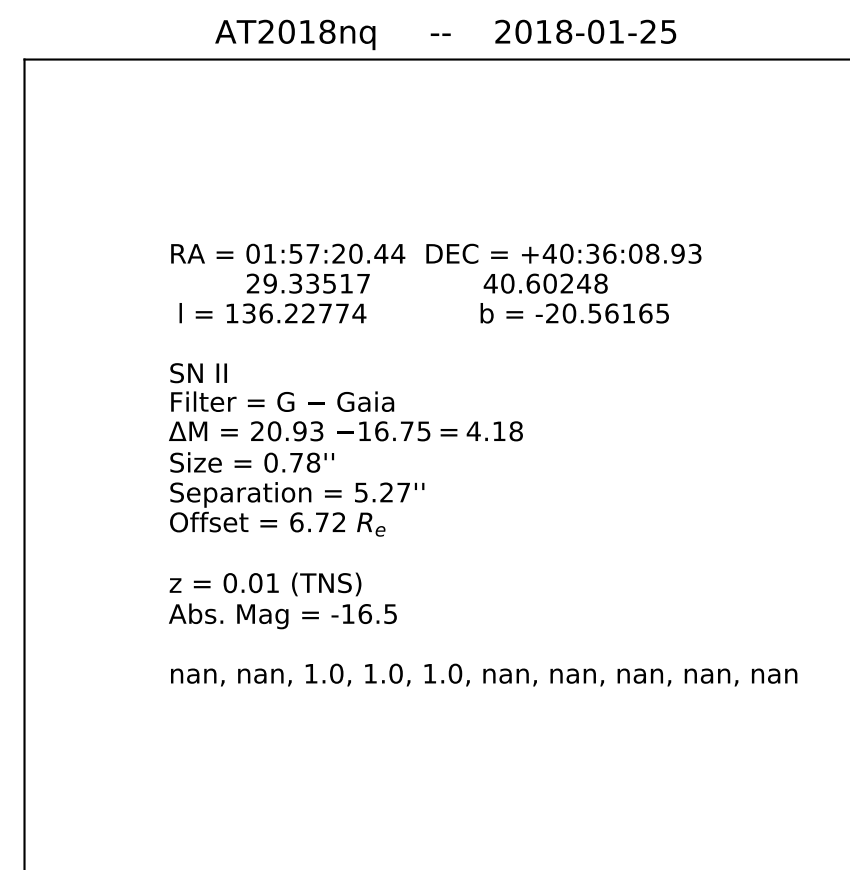 AT2018nq -- 2018-01-25
RA = 01:57:20.44 DEC = +40:36:08.93
29.33517 40.60248
l = 136.22774 b = -20.56165
SN II
Filter = G − Gaia
ΔM = 20.93 −16.75 = 4.18
Size = 0.78''
Separation = 5.27''
Offset = 6.72 Re
z = 0.01 (TNS)
Abs. Mag = -16.5
nan, nan, 1.0, 1.0, 1.0, nan, nan, nan, nan, nan